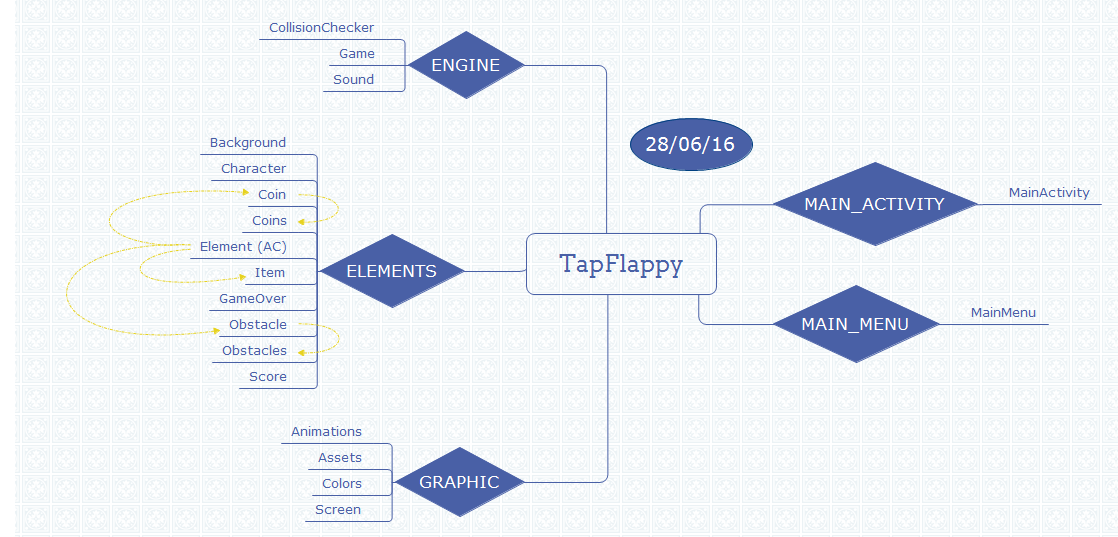 CollisionChecker
Game
Sound
ENGINE
28/06/16
Background
Character
Coin
Coins
Element (AC)
Item
GameOver
Obstacle
Obstacles
Score
ELEMENTS
TapFlappy
MAIN_ACTIVITY
MainActivity
MAIN_MENU
MainMenu
Animations
Assets
Colors
Screen
GRAPHIC